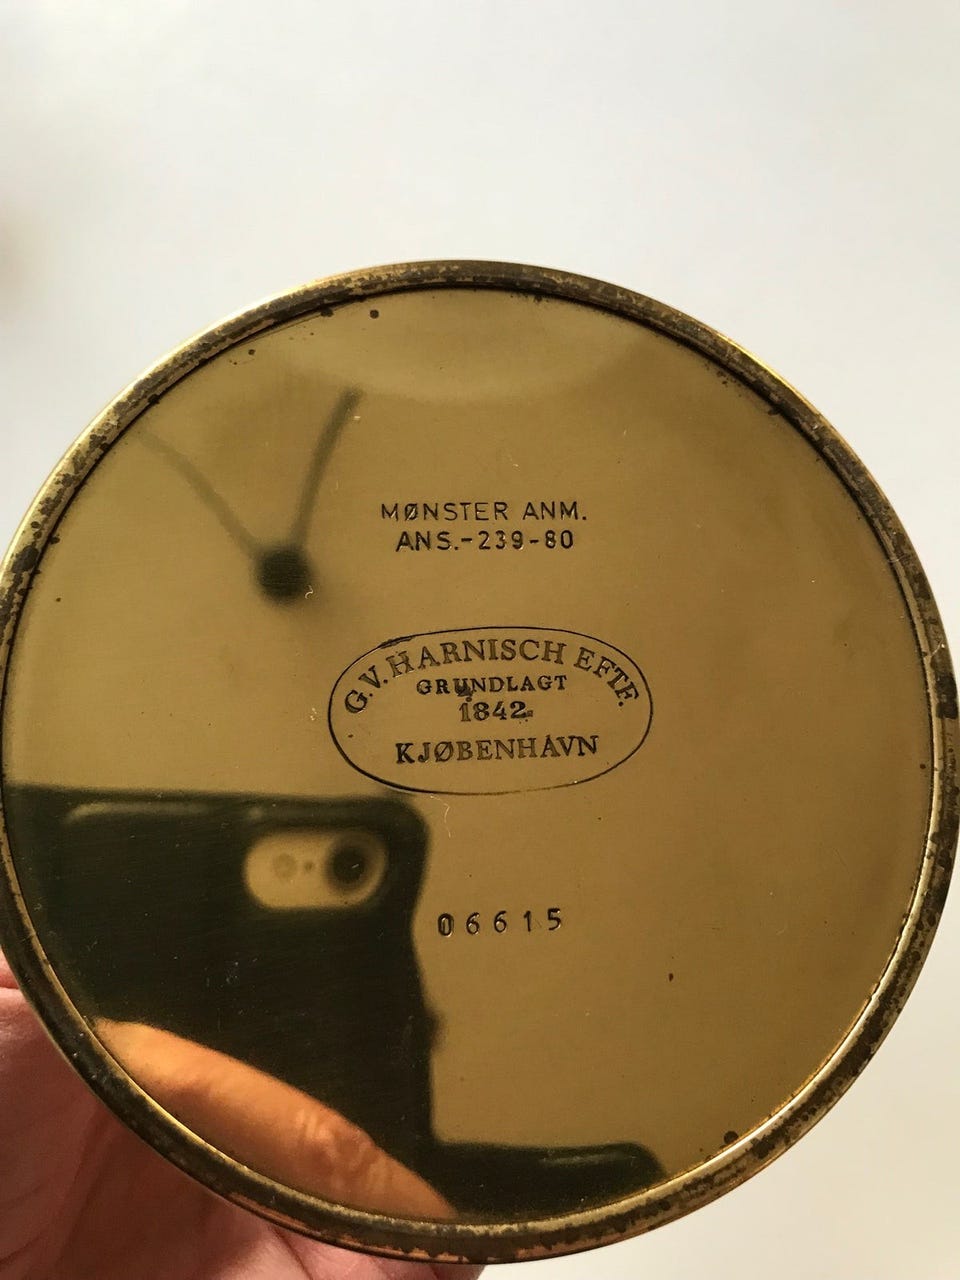 MØNSTER ANM.
ANS.-239-80
G.V. HARNISCH EFTF.
GRUNDLAGT
1842
KJØBENHAVN
06615